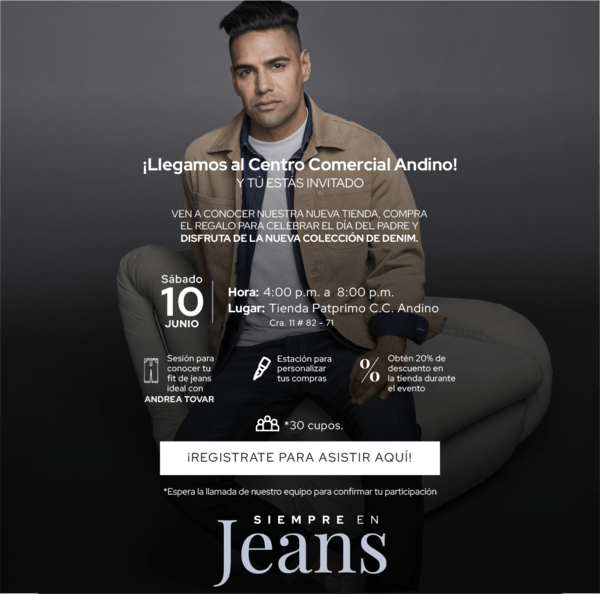 ¡Llegamos al Centro Comercial Andino!
Y TÚ ESTÁS INVITADO
VEN A CONOCER NUESTRA NUEVA TIENDA, COMPRA
EL REGALO PARA CELEBRAR EL DÍA DEL PADRE Y
DISFRUTA DE LA NUEVA COLECCIÓN DE DENIM.
Sábado
10
JUNIO
Hora: 4:00 p.m. a 8:00 p.m.
Lugar: Tienda Patprimo C.C. Andino
Cra. 11 # 82 - 71
Sesión para
conocer tu
fit de jeans
ideal con
ANDREA TOVAR
Estación para
personalizar
tus compras
%
Obtén 20% de
descuento en
la tienda durante
el evento
*30 cupos.
¡REGISTRATE PARA ASISTIR AQUÍ!
*Espera la llamada de nuestro equipo para confirmar tu participación
SIEMPRE EN
Jeans